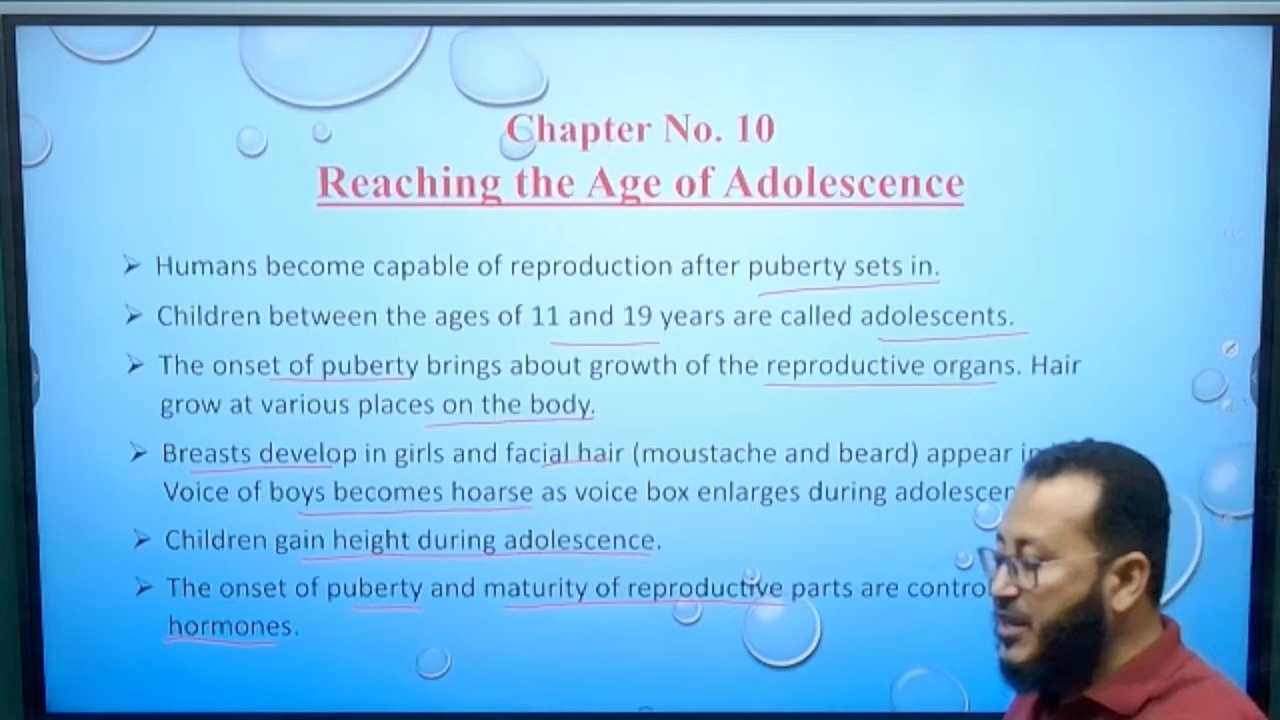 Chapter No. 10
Reaching the Age of Adolescence
➢ Humans become capable of reproduction after puberty sets in.
➢ Children between the ages of 11 and 19 years are called adolescents.
➢ The onset of puberty brings about growth of the reproductive organs. Hair
grow at various places on the body.
➢ Breasts develop in girls and facial hair (moustache and beard) appear in
Voice of boys becomes hoarse as voice box enlarges during
➢ Children gain height during adolescence.
➢ The onset of puberty and maturity of reproductive parts are
hormones.